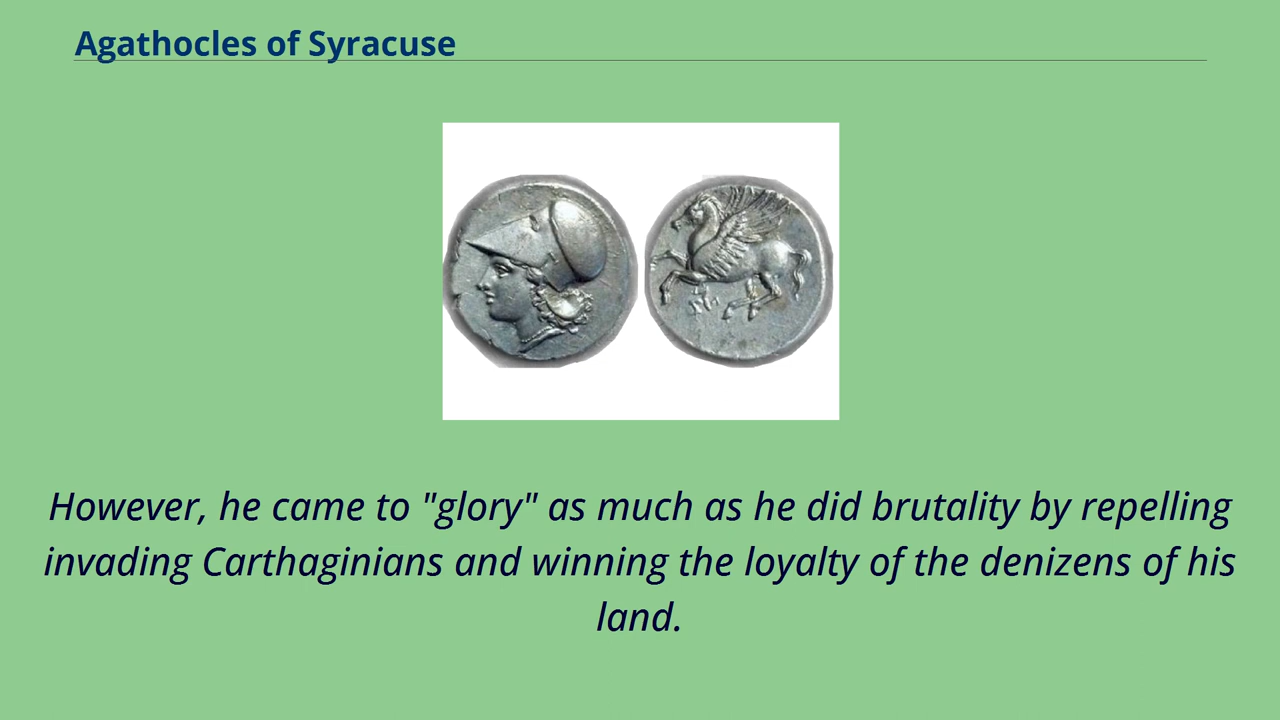 Agathocles of Syracuse
However, he came to "glory" as much as he did brutality by repelling
invading Carthaginians and winning the loyalty of the denizens of his
land.